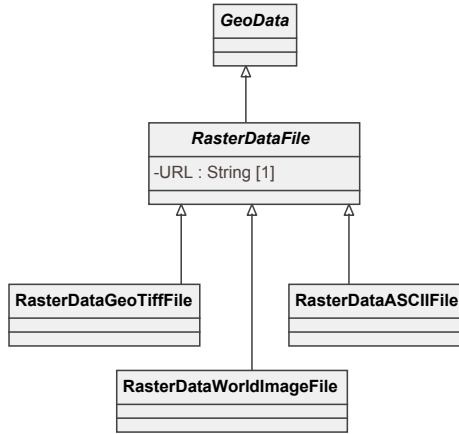 GeoData
RasterDataFile
-URL : String [1]
RasterDataGeoTiffFile
RasterDataASCIIFile
RasterDataWorldImageFile